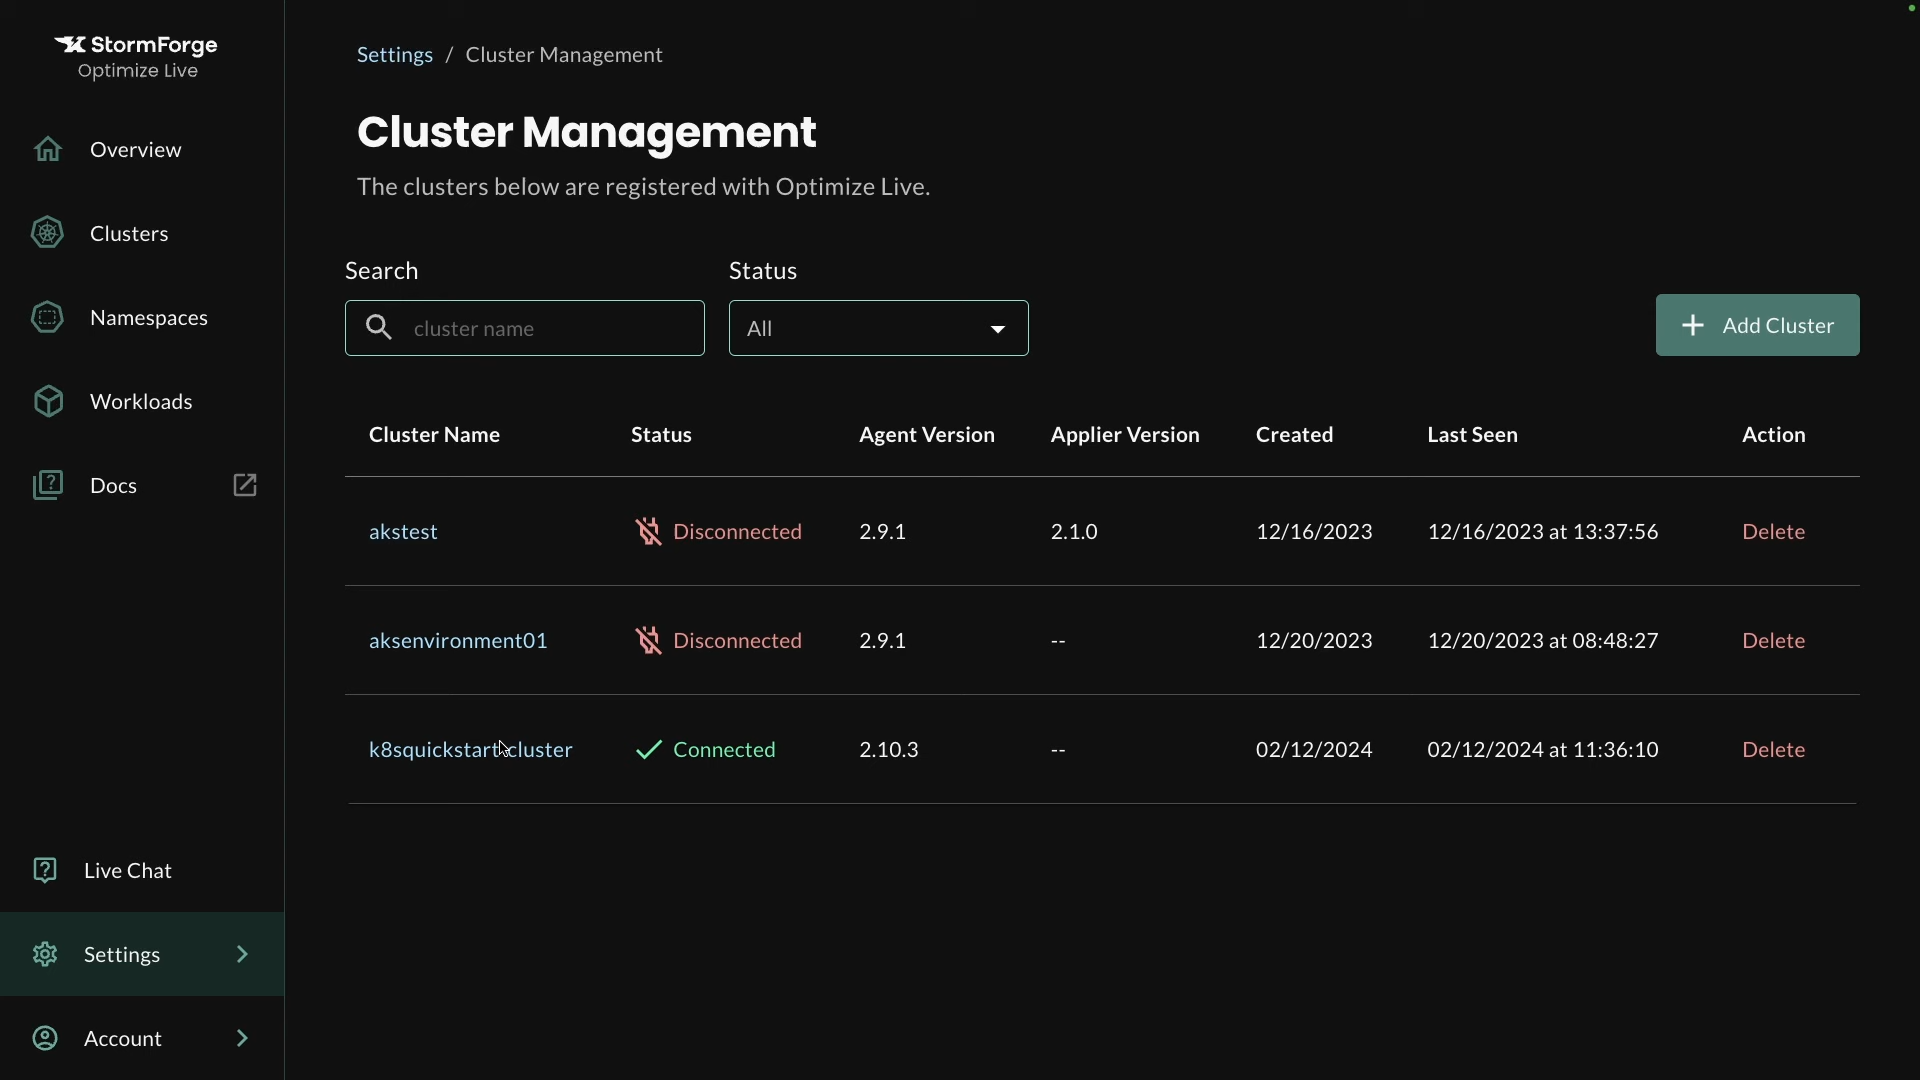 StormForge
Optimize Live
Overview
Clusters
Namespaces
Workloads
Docs
Live Chat
Settings
Account
Settings / Cluster Management
Cluster Management
The clusters below are registered with Optimize Live.
Search Status
cluster name All + Add Cluster
Cluster Name Status Agent Version Applier Version Created Last Seen Action
akstest Disconnected 2.9.1 2.1.0 12/16/2023 12/16/2023 at 13:37:56 Delete
aksenvironment01 Disconnected 2.9.1 -- 12/20/2023 12/20/2023 at 08:48:27 Delete
k8squickstart-cluster Connected 2.10.3 -- 02/12/2024 02/12/2024 at 11:36:10 Delete